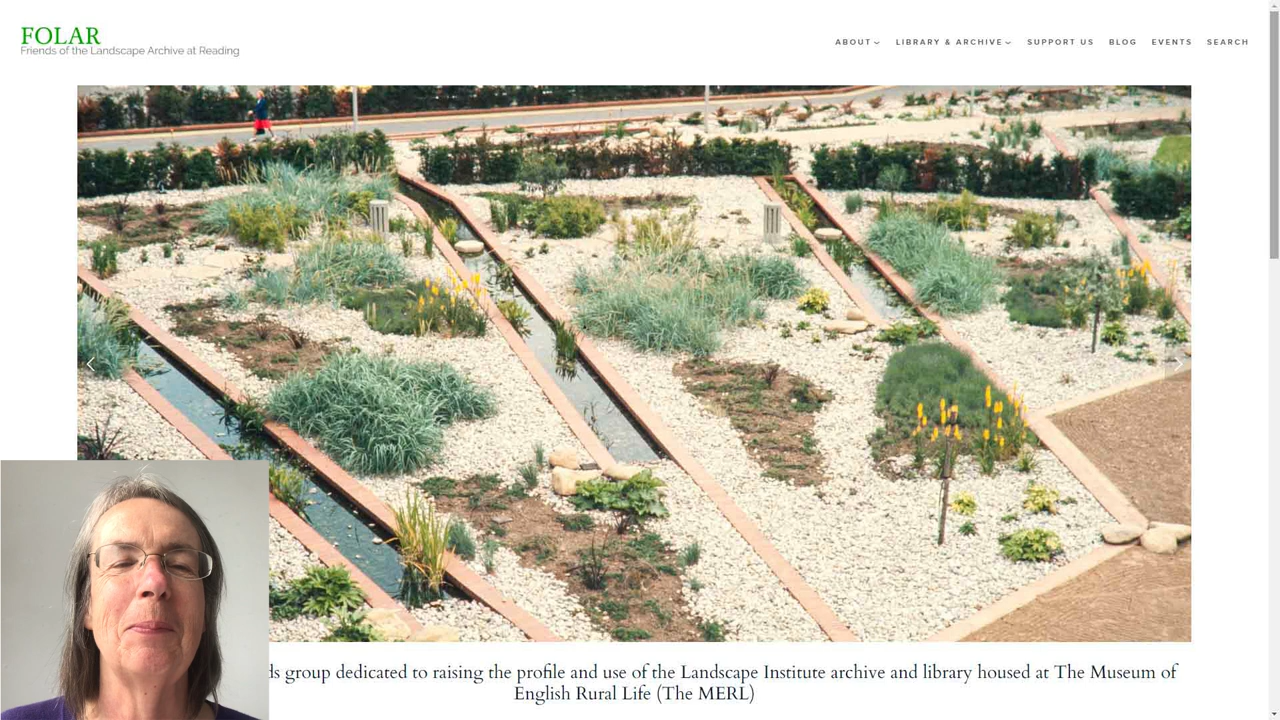 FOLAR
Friends of the Landscape Archive at Reading
ABOUT LIBRARY & ARCHIVE SUPPORT US BLOG EVENTS SEARCH
group dedicated to raising the profile and use of the Landscape Institute archive and library housed at The Museum of
English Rural Life (The MERL)